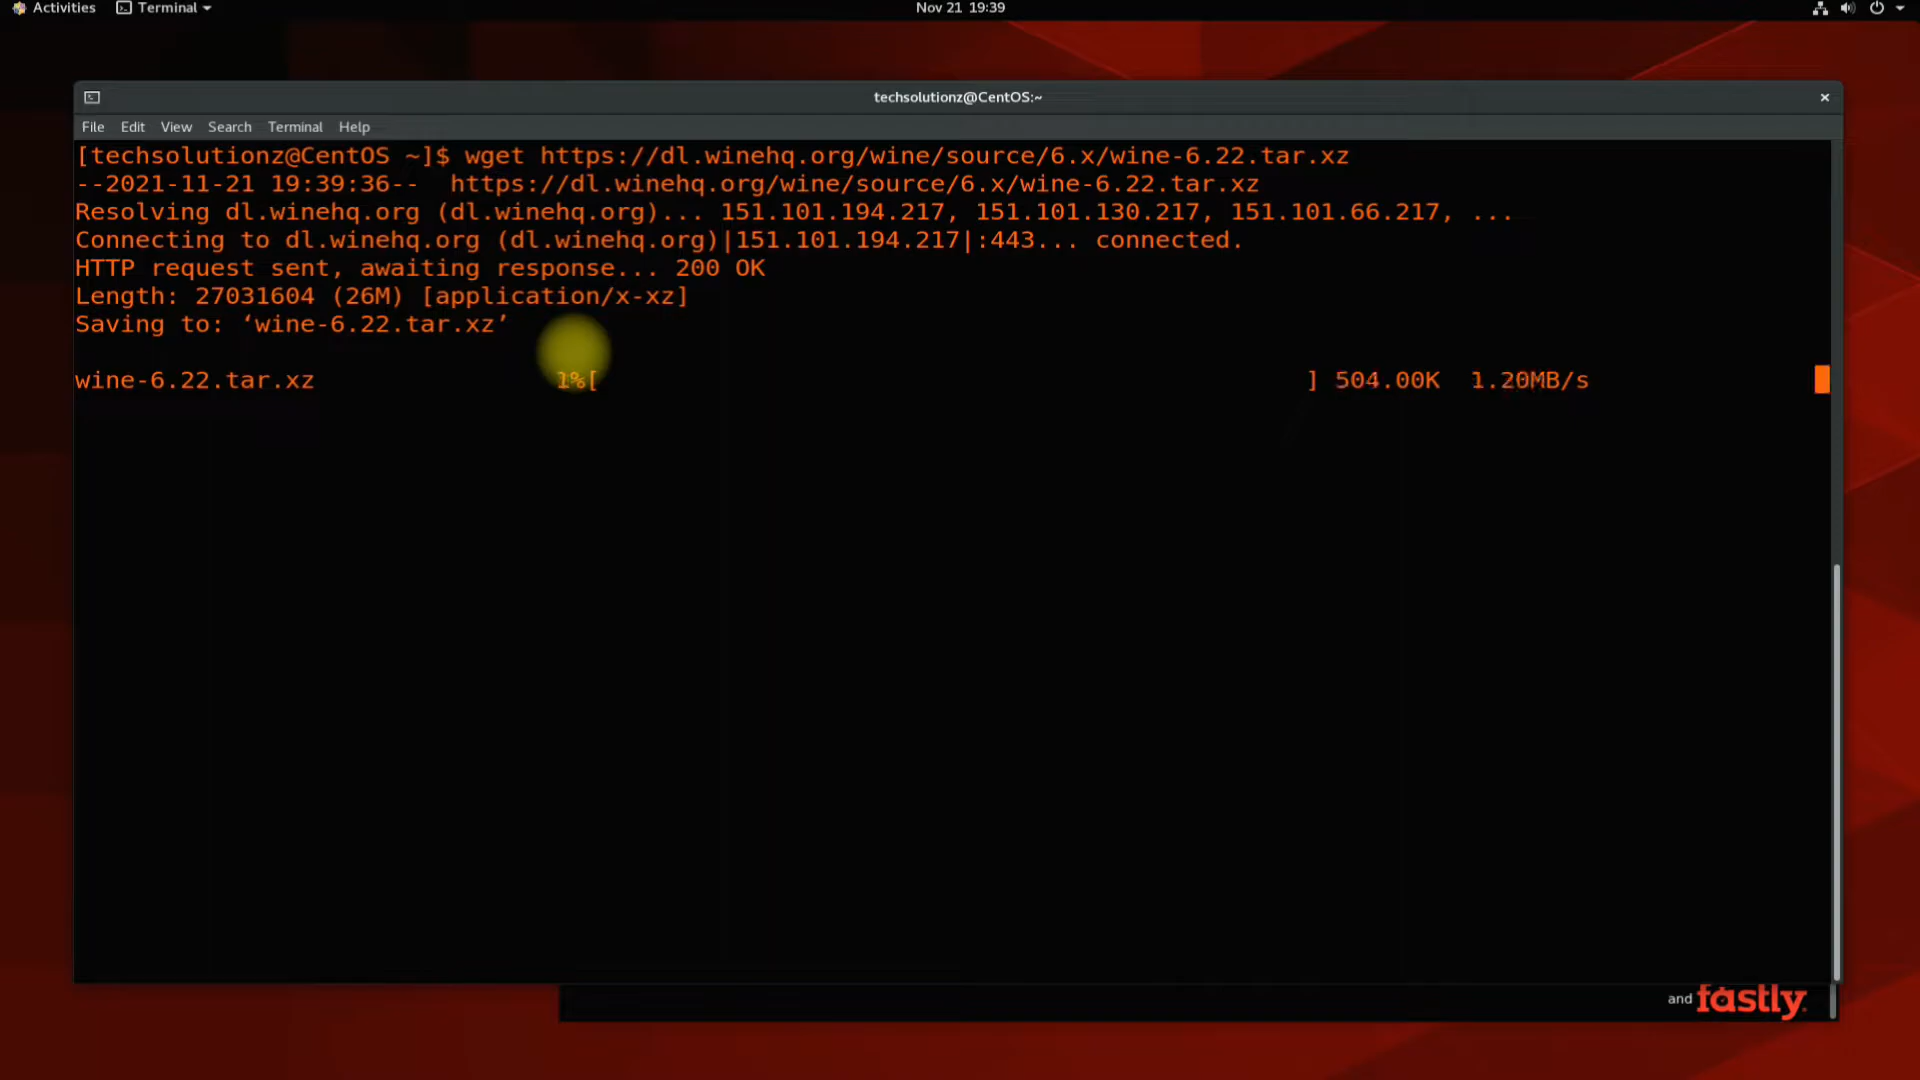 Activities Terminal Nov 21 19:39
techsolutionz@CentOS:~
File Edit View Search Terminal Help
[techsolutionz@CentOS ~]$ wget https://dl.winehq.org/wine/source/6.x/wine-6.22.tar.xz
--2021-11-21 19:39:36--  https://dl.winehq.org/wine/source/6.x/wine-6.22.tar.xz
Resolving dl.winehq.org (dl.winehq.org)... 151.101.194.217, 151.101.130.217, 151.101.66.217, ...
Connecting to dl.winehq.org (dl.winehq.org)|151.101.194.217|:443... connected.
HTTP request sent, awaiting response... 200 OK
Length: 27031604 (26M) [application/x-xz]
Saving to: ‘wine-6.22.tar.xz’
wine-6.22.tar.xz 1%[ ] 504.00K 1.20MB/s
and fastly.